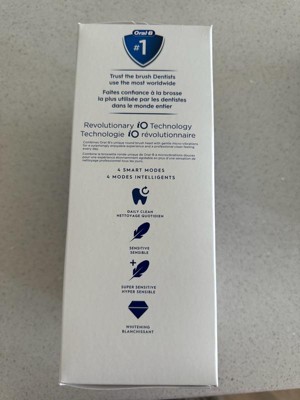 Oral-B
#1
Trust the brush Dentists
use the most worldwide
Faites confiance à la brosse
la plus utilisée par les dentistes
dans le monde entier
Revolutionary iO Technology
Technologie iO révolutionnaire
4 SMART MODES
4 MODES INTELLIGENTS
DAILY CLEAN
NETTOYAGE QUOTIDIEN
SENSITIVE
SENSIBLE
SUPER SENSITIVE
HYPER SENSIBLE
WHITENING
BLANCHISSANT